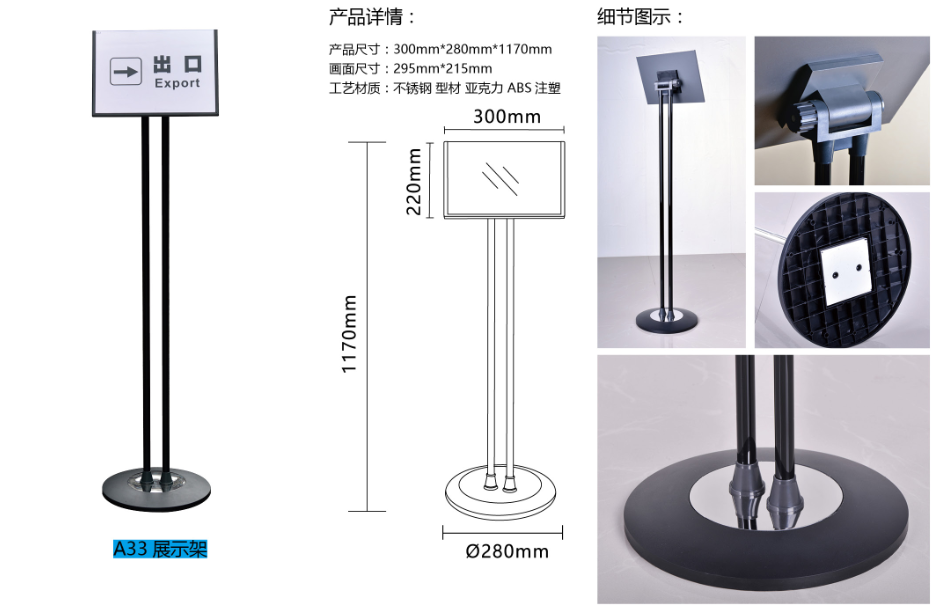 出口
Export
A33 展示架
产品详情：
产品尺寸：300mm*280mm*1170mm
画面尺寸：295mm*215mm
工艺材质：不锈钢 型材 亚克力 ABS 注塑
300mm
220mm
1170mm
Ø280mm
细节图示：